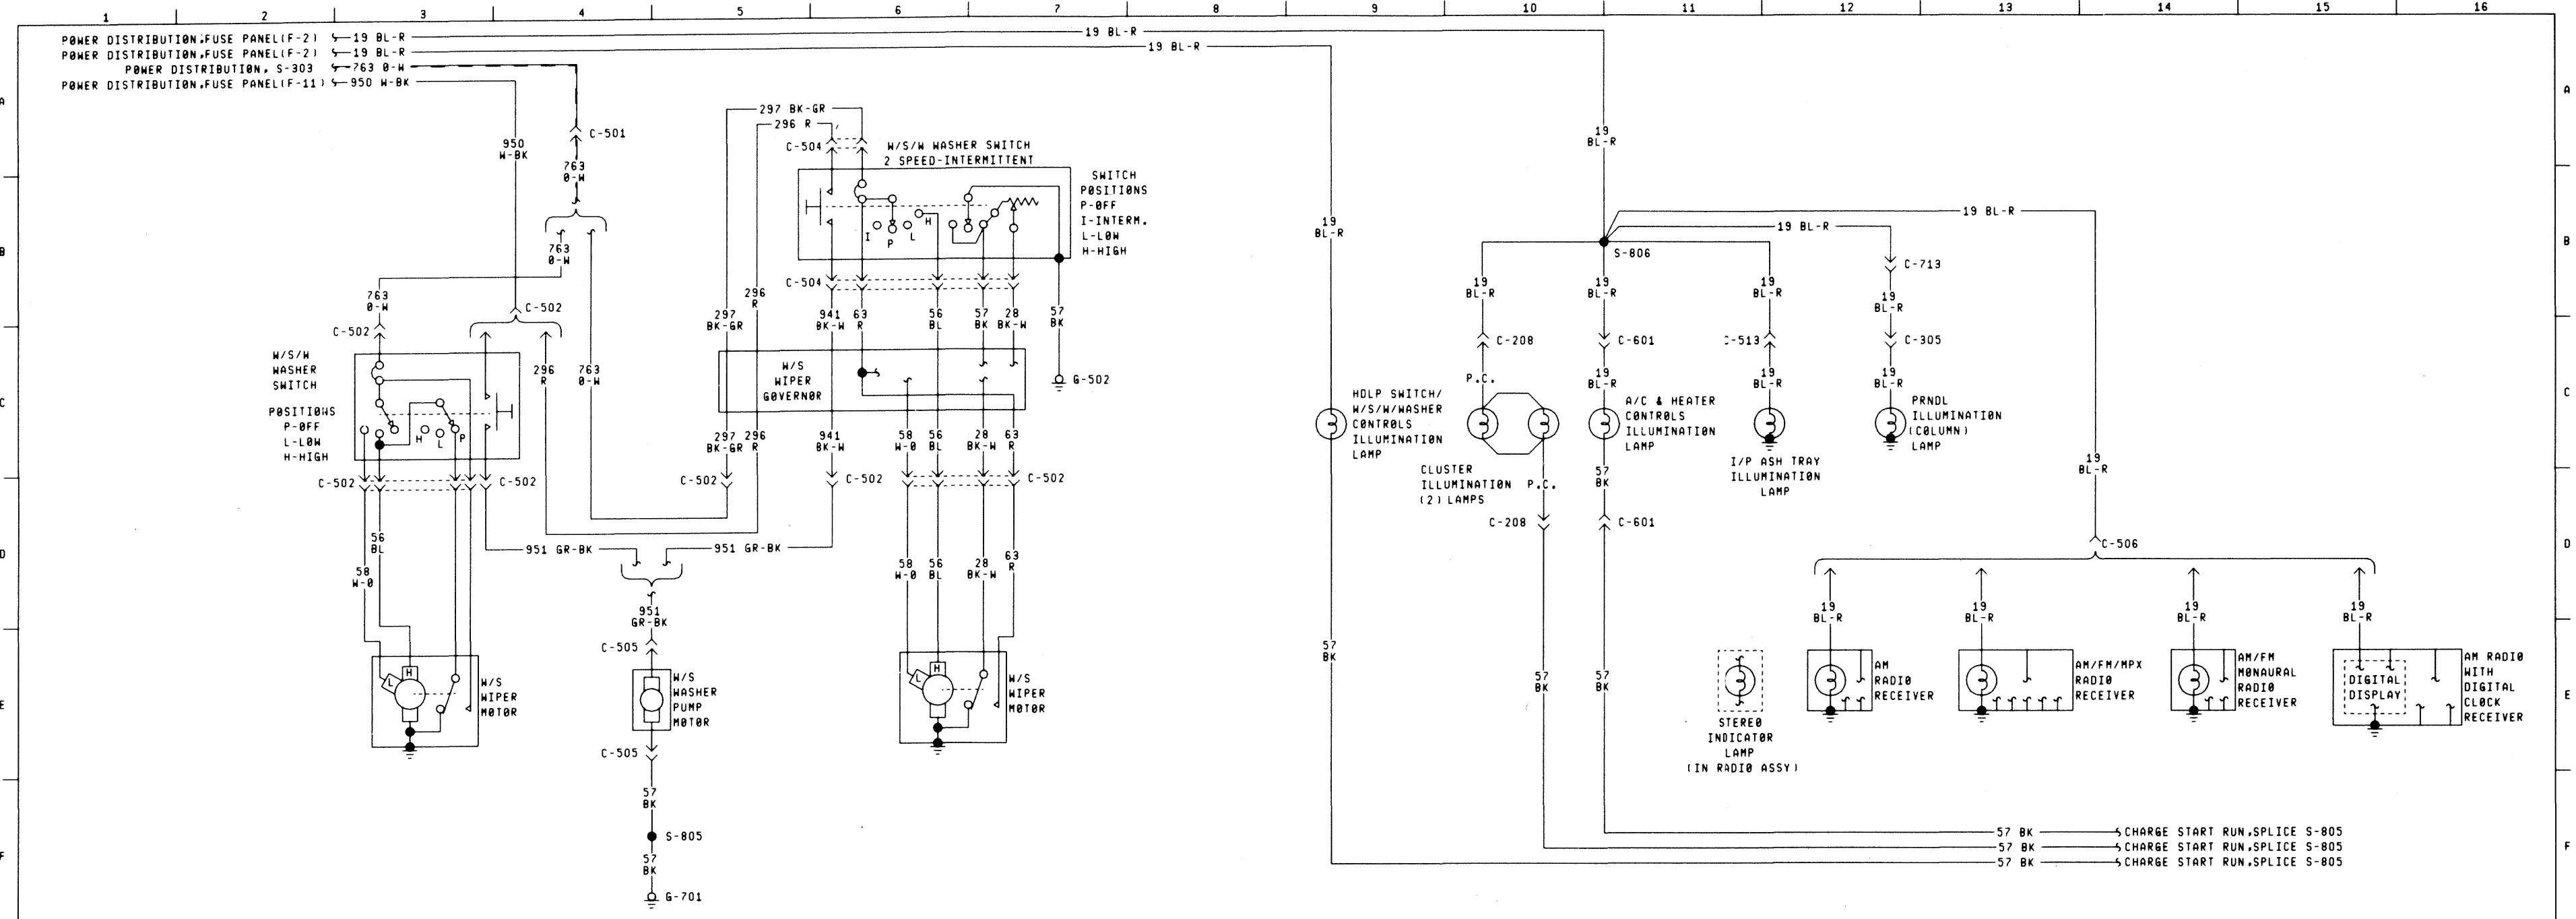 1 2 3 4 5 6 7 8 9 10 11 12 13 14 15 16
POWER DISTRIBUTION,FUSE PANEL(F-2) 19 BL-R
19 BL-R
POWER DISTRIBUTION,FUSE PANEL(F-2) 19 BL-R
19 BL-R
POWER DISTRIBUTION, S-303 763 O-W
POWER DISTRIBUTION,FUSE PANEL(F-11) 950 W-BK
A
A
950
W-BK
C-501
763
O-W
297 BK-GR
296 R
C-504
W/S/W WASHER SWITCH
2 SPEED-INTERMITTENT
SWITCH
POSITIONS
P-OFF
I-INTERM.
L-LOW
H-HIGH
I
P
L
H
19
BL-R
19
BL-R
19 BL-R
19 BL-R
S-806
B
B
763
O-W
763
O-W
C-502
C-502
C-504
297
BK-GR
296
R
941
BK-W
63
R
56
BL
57
BK
28
BK-W
57
BK
G-502
19
BL-R
19
BL-R
19
BL-R
C-713
19
BL-R
C-208
C-601
C-513
C-305
W/S/W
WASHER
SWITCH
POSITIONS
P-OFF
L-LOW
H-HIGH
H
L
P
296
R
763
O-W
W/S
WIPER
GOVERNOR
C
C
HDLP SWITCH/
W/S/W/WASHER
CONTROLS
ILLUMINATION
LAMP
P.C.
CLUSTER
ILLUMINATION
(2) LAMPS
P.C.
19
BL-R
A/C & HEATER
CONTROLS
ILLUMINATION
LAMP
19
BL-R
I/P ASH TRAY
ILLUMINATION
LAMP
19
BL-R
PRNDL
ILLUMINATION
(COLUMN)
LAMP
19
BL-R
C-502
C-502
297
BK-GR
296
R
941
BK-W
58
W-O
56
BL
28
BK-W
63
R
C-502
C-502
C-502
57
BK
C-208
C-601
C-506
D
D
56
BL
58
W-O
951 GR-BK
951 GR-BK
951
GR-BK
C-505
58
W-O
56
BL
28
BK-W
63
R
19
BL-R
19
BL-R
19
BL-R
19
BL-R
57
BK
57
BK
57
BK
E
E
L
H
W/S
WIPER
MOTOR
W/S
WASHER
PUMP
MOTOR
C-505
L
H
W/S
WIPER
MOTOR
STEREO
INDICATOR
LAMP
(IN RADIO ASSY)
AM
RADIO
RECEIVER
AM/FM/MPX
RADIO
RECEIVER
AM/FM
MONAURAL
RADIO
RECEIVER
DIGITAL
DISPLAY
AM RADIO
WITH
DIGITAL
CLOCK
RECEIVER
57
BK
S-805
57
BK
G-701
F
F
57 BK CHARGE START RUN,SPLICE S-805
57 BK CHARGE START RUN,SPLICE S-805
57 BK CHARGE START RUN,SPLICE S-805